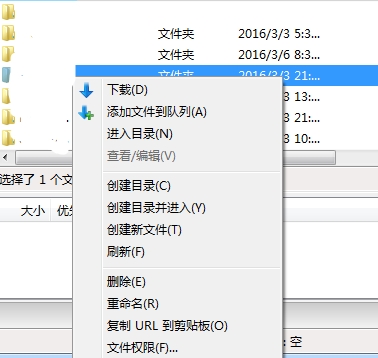 文件夹 2016/3/3 5:3...
文件夹 2016/3/6 8:3...
文件夹 2016/3/3 21:...
下载(D)
/3 13:...
添加文件到队列(A)
/3 21:...
进入目录(N)
/3 10:...
查看/编辑(V)
选择了 1 个文
创建目录(C)
大小
创建目录并进入(Y)
创建新文件(T)
刷新(F)
删除(E)
重命名(R)
复制 URL 到剪贴板(O)
: 空
文件权限(F)...